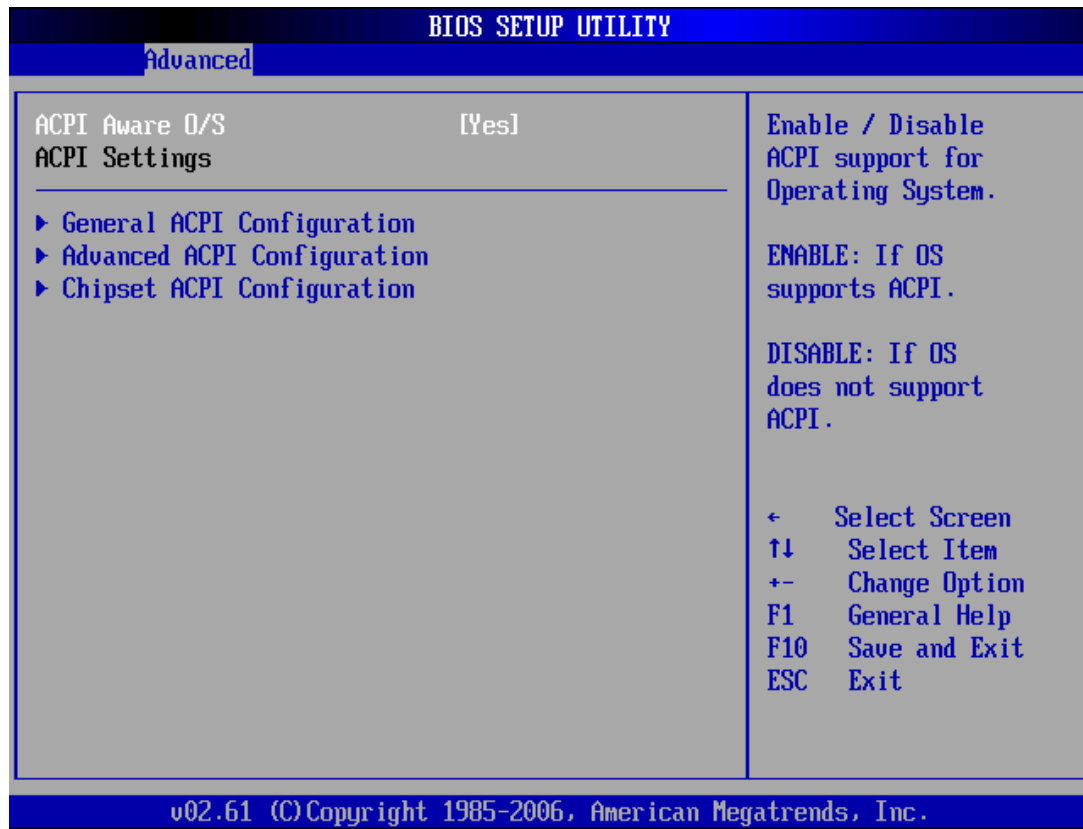 BIOS SETUP UTILITY
Advanced
ACPI Aware O/S [Yes]
ACPI Settings
▶ General ACPI Configuration
▶ Advanced ACPI Configuration
▶ Chipset ACPI Configuration
Enable / Disable
ACPI support for
Operating System.
ENABLE: If OS
supports ACPI.
DISABLE: If OS
does not support
ACPI.
← Select Screen
↑↓ Select Item
+- Change Option
F1 General Help
F10 Save and Exit
ESC Exit
v02.61 (C)Copyright 1985-2006, American Megatrends, Inc.